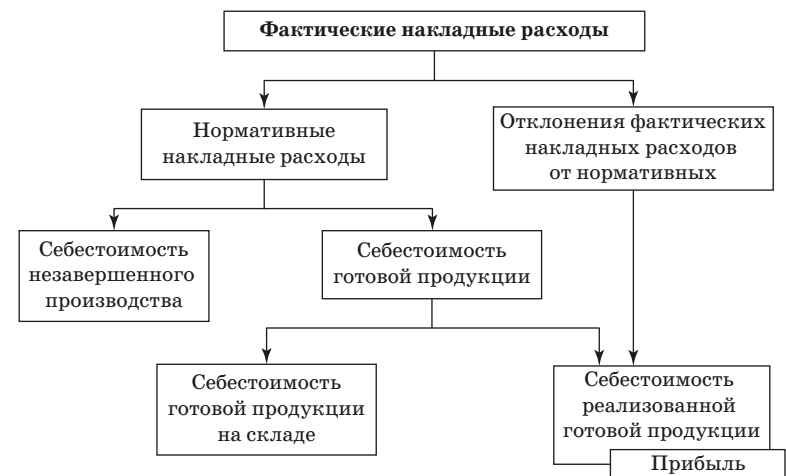 Фактические накладные расходы
Нормативные
накладные расходы
Отклонения фактических
накладных расходов
от нормативных
Себестоимость
незавершенного
производства
Себестоимость
готовой продукции
Себестоимость
готовой продукции
на складе
Себестоимость
реализованной
готовой продукции
Прибыль